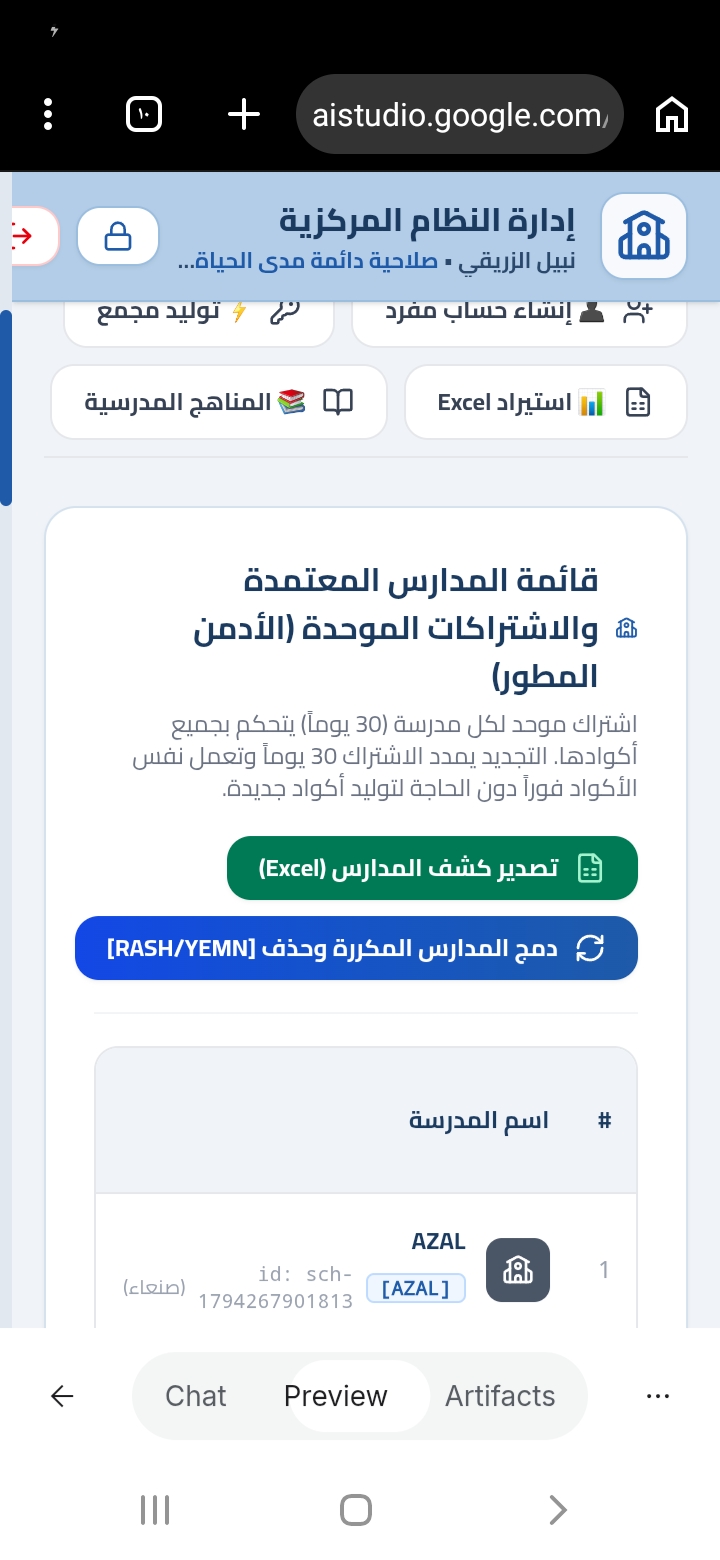 aistudio.google.com/
١٠
إدارة النظام المركزية
نبيل الزريقي • صلاحية دائمة مدى الحياة...
إنشاء حساب مفرد
توليد مجمع
استيراد Excel
المناهج المدرسية
قائمة المدارس المعتمدة
والاشتراكات الموحدة (الأدمن
المطور)
اشتراك موحد لكل مدرسة (30 يوماً) يتحكم بجميع
أكوادها. التجديد يمدد الاشتراك 30 يوماً وتعمل نفس
الأكواد فوراً دون الحاجة لتوليد أكواد جديدة.
تصدير كشف المدارس (Excel)
دمج المدارس المكررة وحذف [RASH/YEMN]
# اسم المدرسة
1
AZAL
[AZAL]
id: sch-
1794267901813
(صنعاء)
Chat
Preview
Artifacts